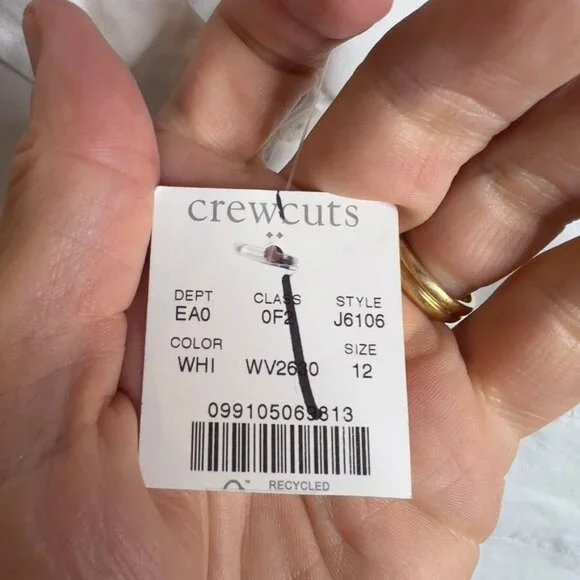 crewcuts
DEPT CLASS STYLE
EA0 0F2 J6106
COLOR SIZE
WHI WV2630 12
099105063813
RECYCLED